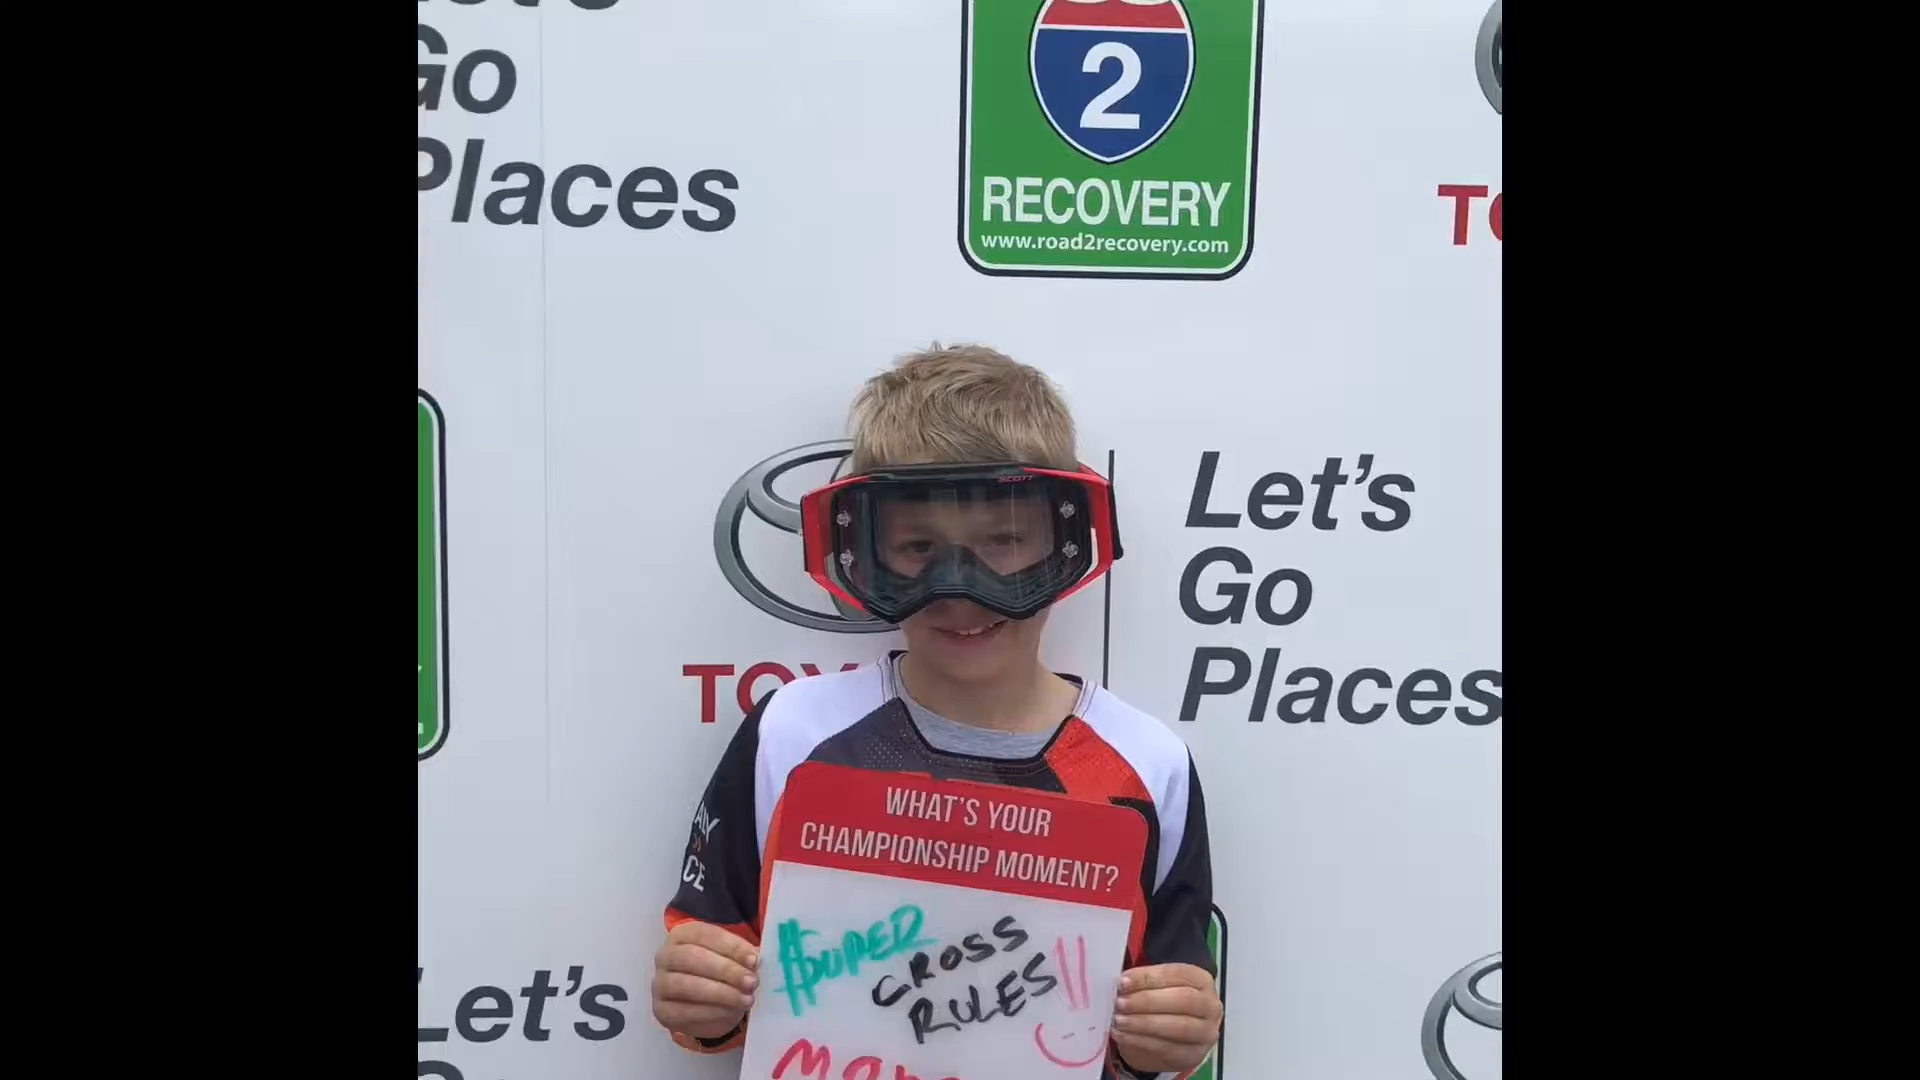 Go
Places
2
RECOVERY
www.road2recovery.com
SCOTT
Let's
Go
Places
WHAT'S YOUR
CHAMPIONSHIP MOMENT?
#SUPER
CROSS
RULES!!
Let's